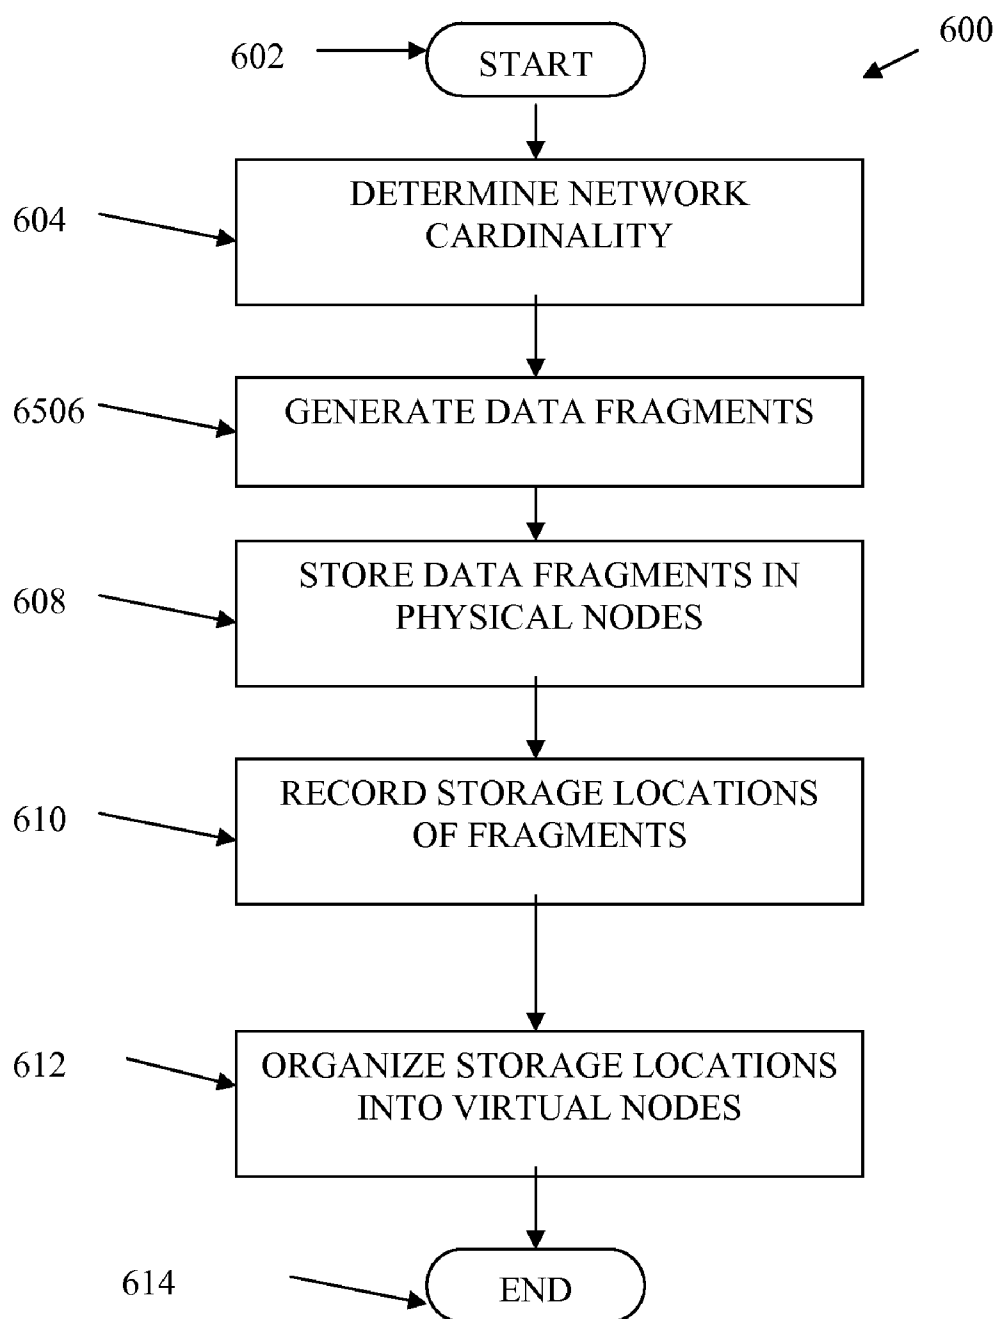 600
602
START
604
DETERMINE NETWORK
CARDINALITY
6506
GENERATE DATA FRAGMENTS
608
STORE DATA FRAGMENTS IN
PHYSICAL NODES
610
RECORD STORAGE LOCATIONS
OF FRAGMENTS
612
ORGANIZE STORAGE LOCATIONS
INTO VIRTUAL NODES
614
END